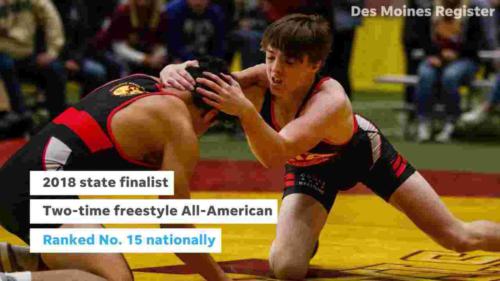 Des Moines Register
2018 state finalist
Two-time freestyle All-American
Ranked No. 15 nationally